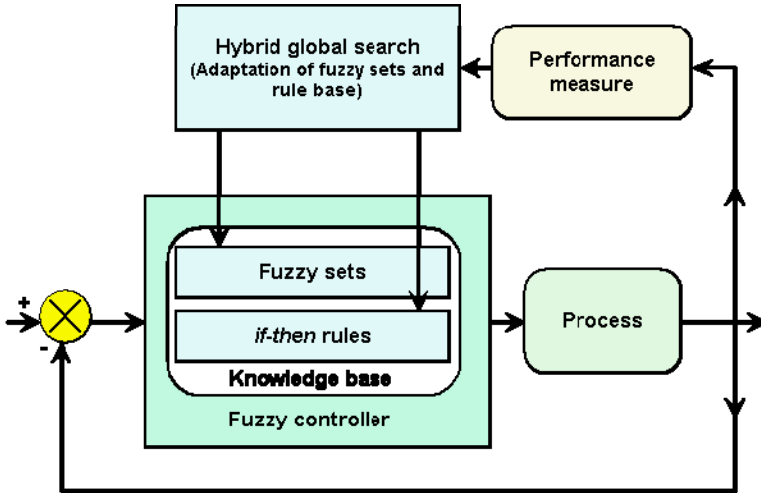 Hybrid global search
(Adaptation of fuzzy sets and
rule base)
Performance
measure
Fuzzy sets
if-then rules
Knowledge base
Fuzzy controller
Process
+
-